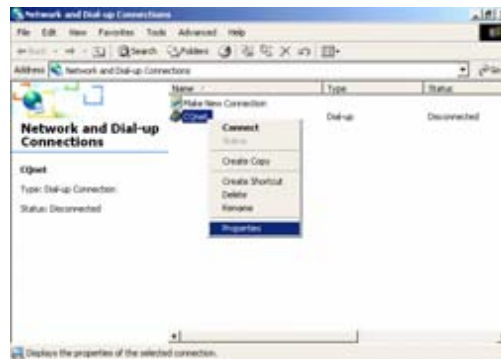 Network and Dial-up Connections
File Edit View Favorites Tools Advanced Help
Back Search Folders
Address Network and Dial-up Connections
Name Type Status
Make New Connection
CQnet Dial-up Disconnected
Network and Dial-up
Connections
CQnet
Type: Dial-up Connection
Status: Disconnected
Connect
Status
Create Copy
Create Shortcut
Delete
Rename
Properties
Displays the properties of the selected connection.